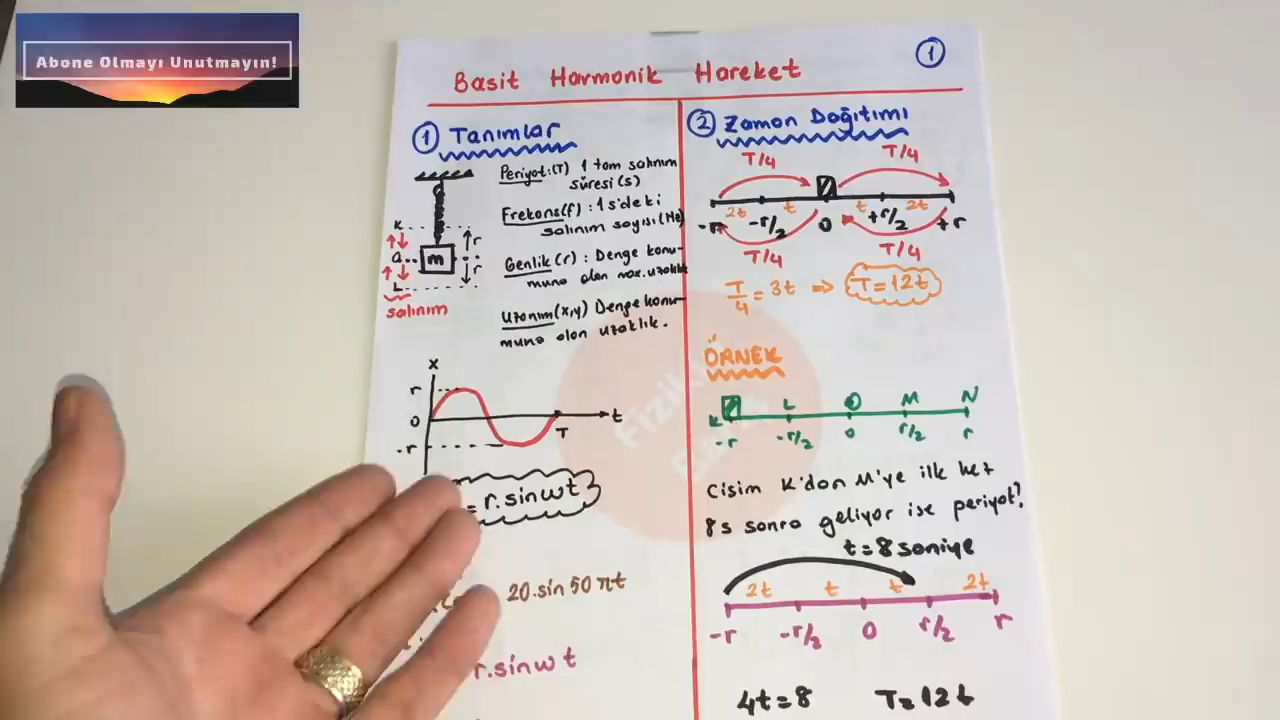 Abone Olmayı Unutmayın!
1
Basit Harmonik Hareket
1 Tanımlar
Periyot:(T) 1 tam salınım
süresi(s)
Frekans(f) : 1 s'deki
salınım sayısı(Hz)
Genlik(r) : Denge konu-
muna olan max. uzaklık
Uzanım(x,y) Denge konu-
muna olan uzaklık.
K
O
L
m
r
r
salınım
x
r
0
-r
T
t
= r.sinωt
20.sin 50πt
r.sinωt
2 Zaman Dağıtımı
T/4 T/4
2t t t 2t
-r -r/2 0 +r/2 +r
T/4 T/4
T/4 = 3t ⇒ T = 12t
ÖRNEK
K L O M N
-r -r/2 0 r/2 r
Cisim K'dan M'ye ilk kez
8s sonra geliyor ise periyot?
t = 8 saniye
2t t t 2t
-r -r/2 0 r/2 r
4t = 8 T = 12t